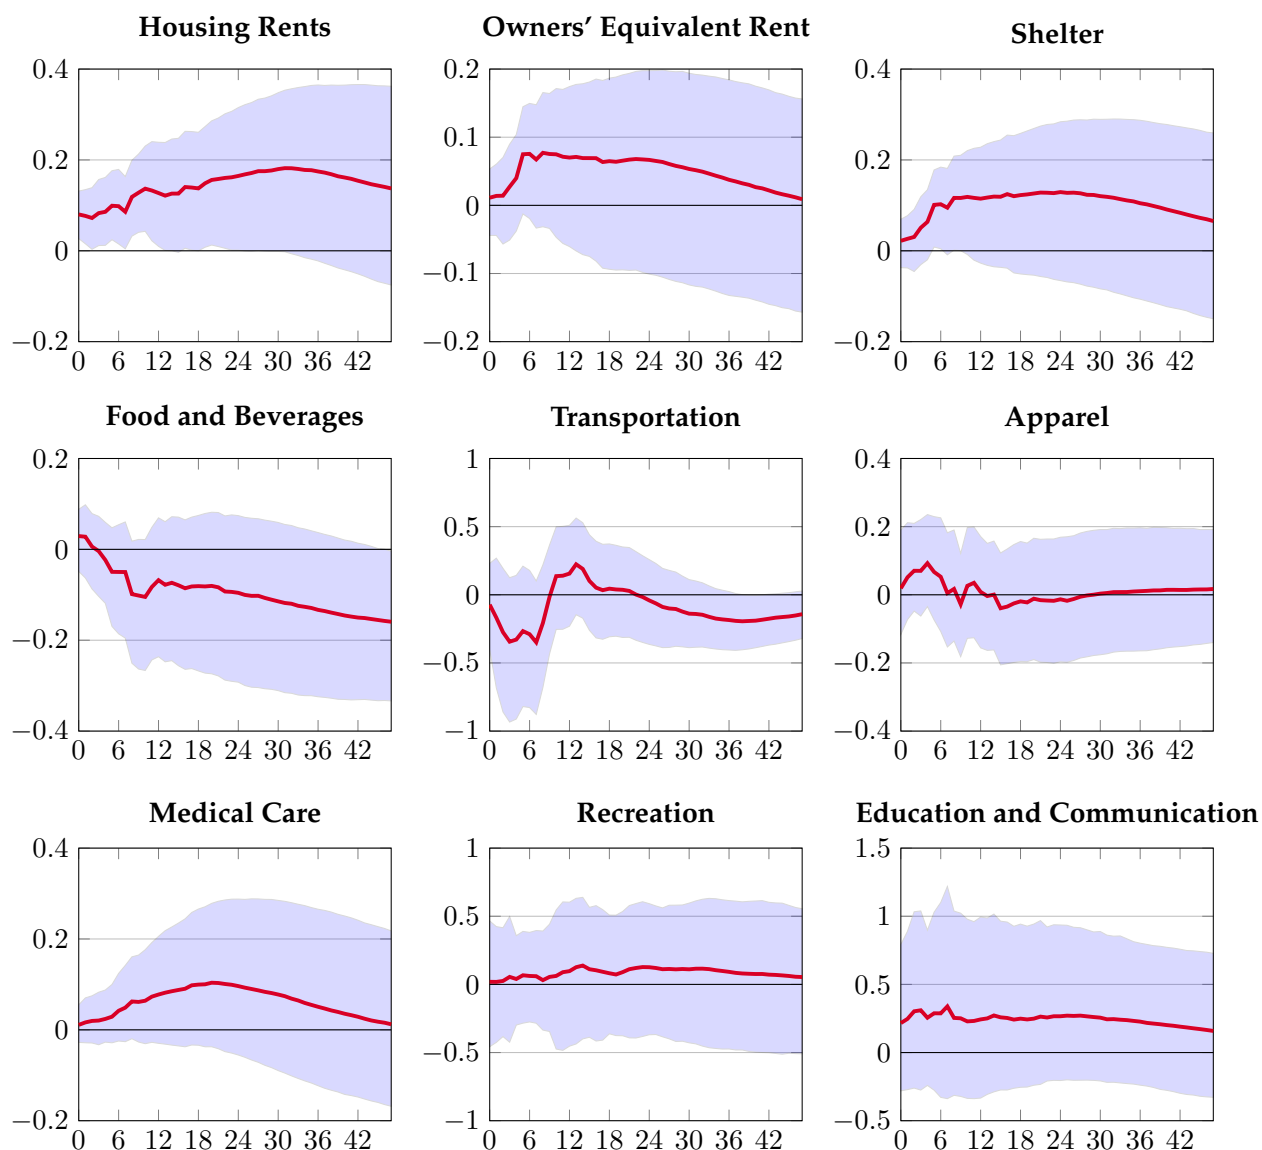 Housing Rents
Owners’ Equivalent Rent
Shelter
0.4
0.2
0
−0.2
0 6 12 18 24 30 36 42
0.2
0.1
0
−0.1
−0.2
0 6 12 18 24 30 36 42
0.4
0.2
0
−0.2
0 6 12 18 24 30 36 42
Food and Beverages
Transportation
Apparel
0.2
0
−0.2
−0.4
0 6 12 18 24 30 36 42
1
0.5
0
−0.5
−1
0 6 12 18 24 30 36 42
0.4
0.2
0
−0.2
−0.4
0 6 12 18 24 30 36 42
Medical Care
Recreation
Education and Communication
0.4
0.2
0
−0.2
0 6 12 18 24 30 36 42
1
0.5
0
−0.5
−1
0 6 12 18 24 30 36 42
1.5
1
0.5
0
−0.5
0 6 12 18 24 30 36 42